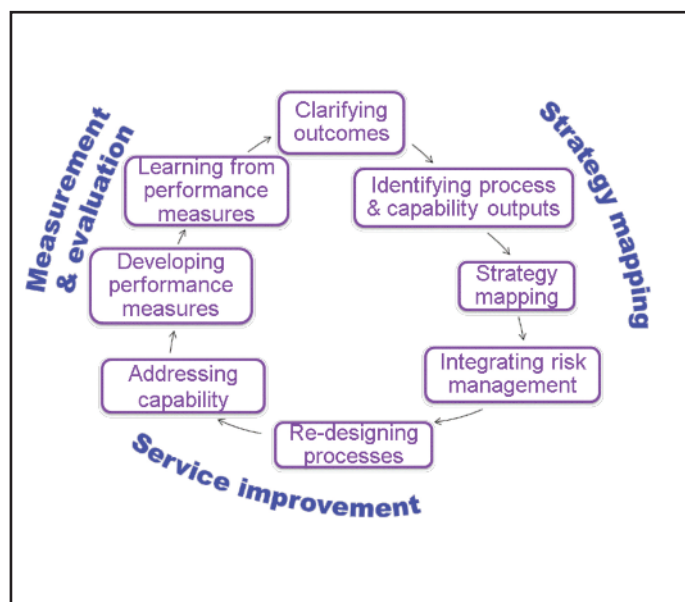 Clarifying
outcomes
Identifying process
& capability outputs
Strategy
mapping
Integrating risk
management
Re-designing
processes
Addressing
capability
Developing
performance
measures
Learning from
performance
measures
Strategy mapping
Service improvement
Measurement
& evaluation